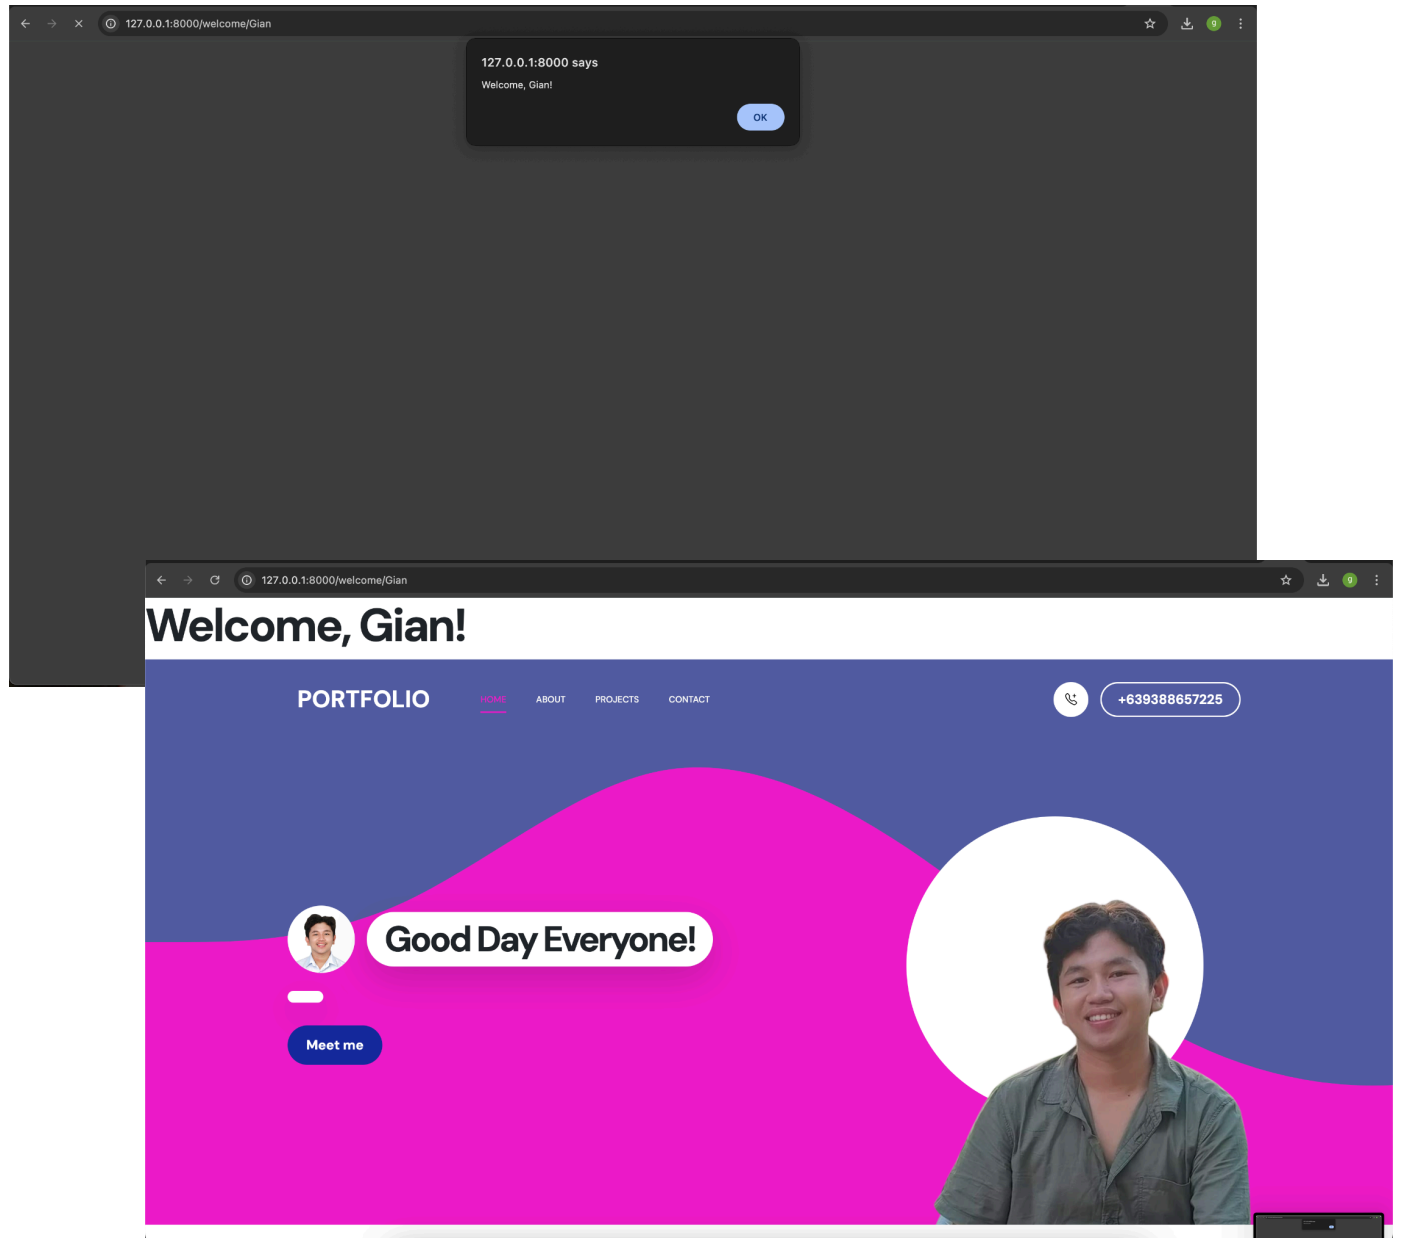 127.0.0.1:8000/welcome/Gian
g
127.0.0.1:8000 says
Welcome, Gian!
OK
127.0.0.1:8000/welcome/Gian
g
Welcome, Gian!
PORTFOLIO
HOME
ABOUT
PROJECTS
CONTACT
+639388657225
Good Day Everyone!
Meet me